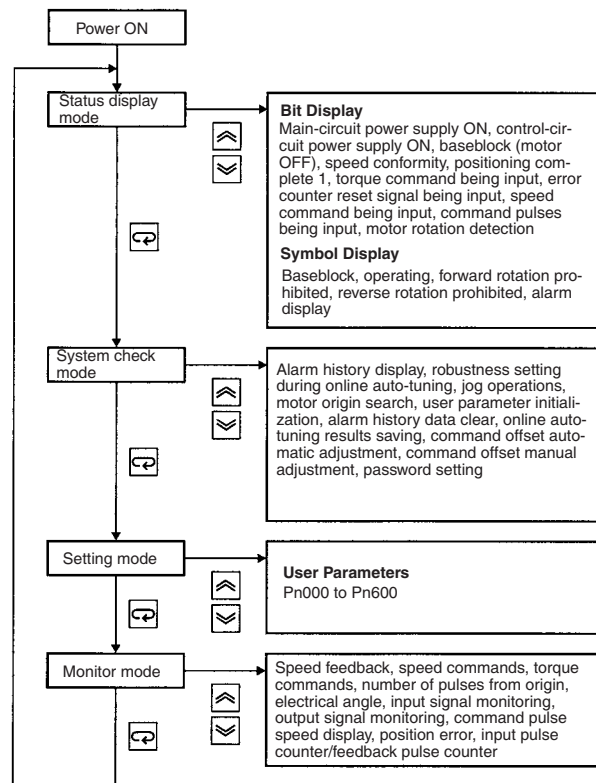 Power ON
Status display
mode
Bit Display
Main-circuit power supply ON, control-cir-
cuit power supply ON, baseblock (motor
OFF), speed conformity, positioning com-
plete 1, torque command being input, error
counter reset signal being input, speed
command being input, command pulses
being input, motor rotation detection
Symbol Display
Baseblock, operating, forward rotation pro-
hibited, reverse rotation prohibited, alarm
display
System check
mode
Alarm history display, robustness setting
during online auto-tuning, jog operations,
motor origin search, user parameter initiali-
zation, alarm history data clear, online auto-
tuning results saving, command offset auto-
matic adjustment, command offset manual
adjustment, password setting
Setting mode
User Parameters
Pn000 to Pn600
Monitor mode
Speed feedback, speed commands, torque
commands, number of pulses from origin,
electrical angle, input signal monitoring,
output signal monitoring, command pulse
speed display, position error, input pulse
counter/feedback pulse counter